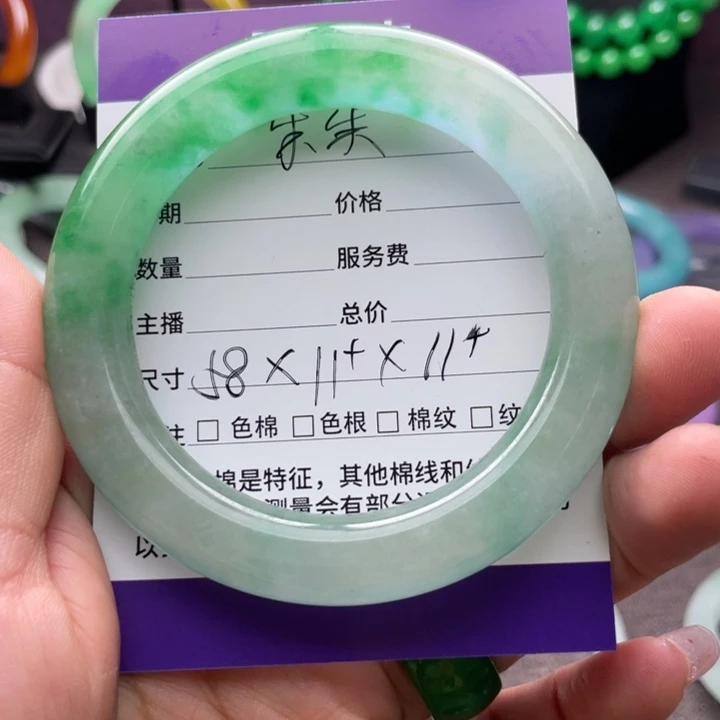 期 价格
数量 服务费
主播 总价
尺寸 58×11⁺×11⁺
注 □ 色棉 □ 色根 □ 棉纹 □ 纹
棉是特征，其他棉线和
测量会有部分
以